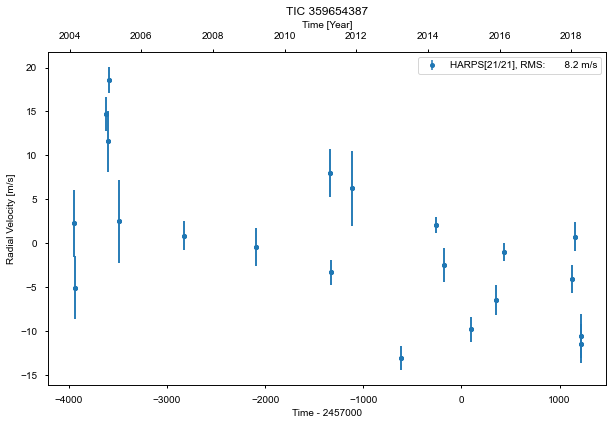 TIC 359654387
Time [Year]
2004 2006 2008 2010 2012 2014 2016 2018
HARPS[21/21], RMS: 8.2 m/s
20
15
10
5
0
−5
−10
−15
Radial Velocity [m/s]
−4000 −3000 −2000 −1000 0 1000
Time - 2457000